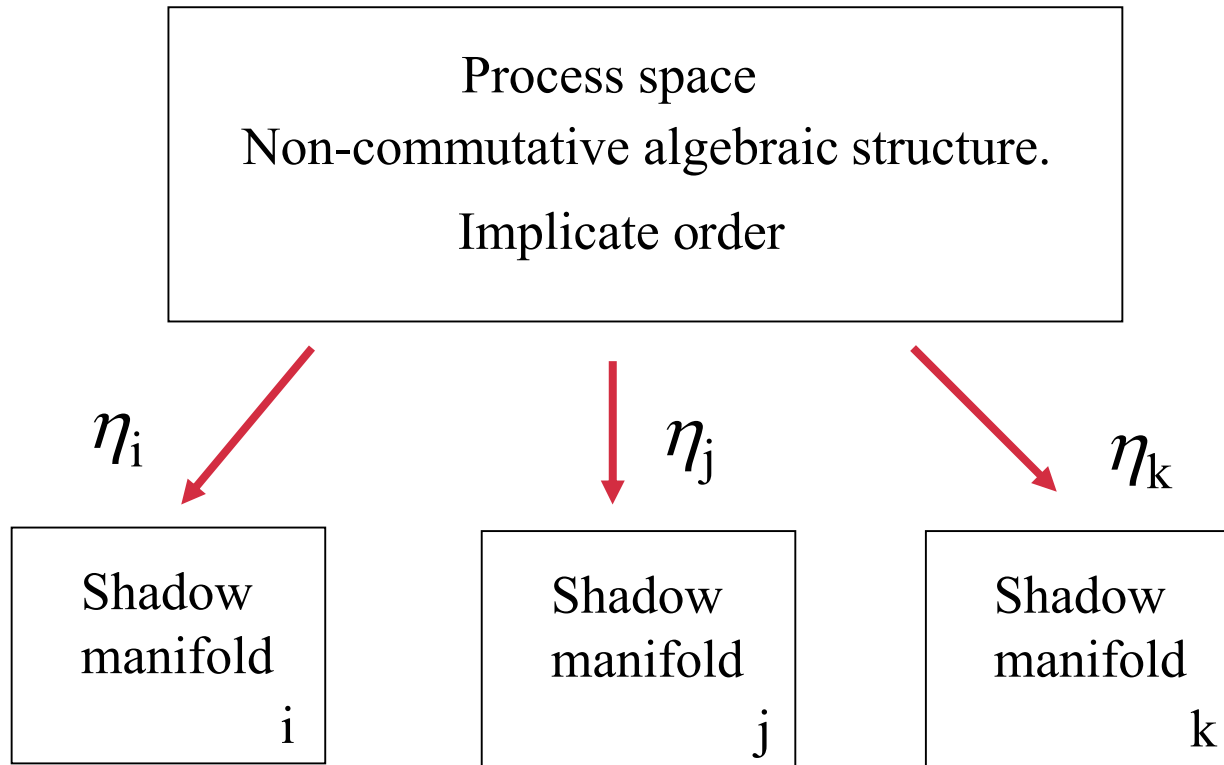 Process space
Non-commutative algebraic structure.
Implicate order
ηi
ηj
ηk
Shadow
manifold
i
Shadow
manifold
j
Shadow
manifold
k